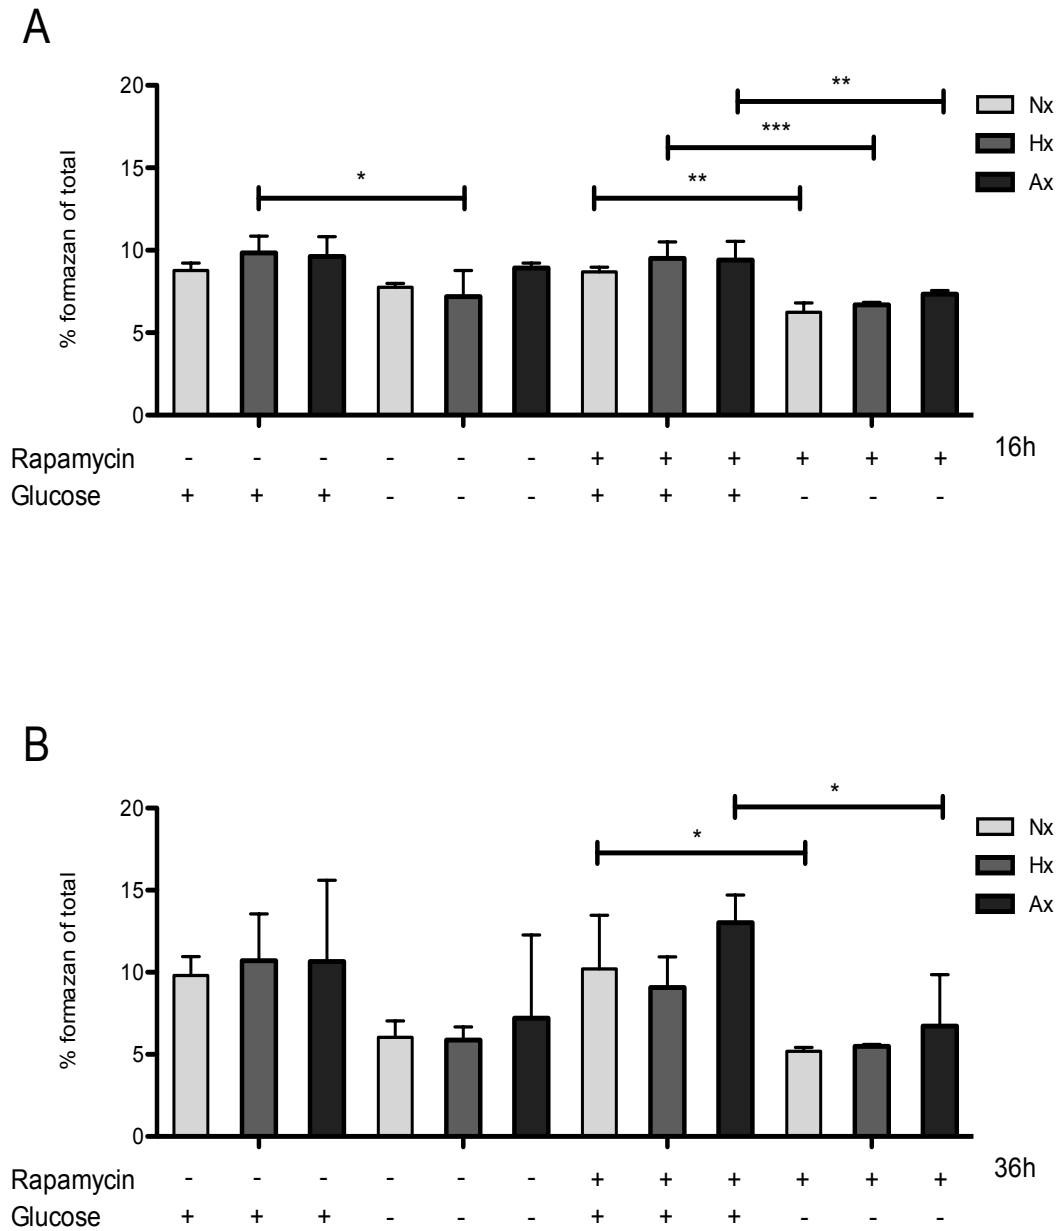 A
20
**
Nx
***
Hx
15
*
**
Ax
% formazan of total
10
5
0
Rapamycin - - - - - - + + + + + +
16h
Glucose + + + - - - + + + - - -
B
20
*
Nx
*
Hx
15
Ax
% formazan of total
10
5
0
Rapamycin - - - - - - + + + + + +
36h
Glucose + + + - - - + + + - - -